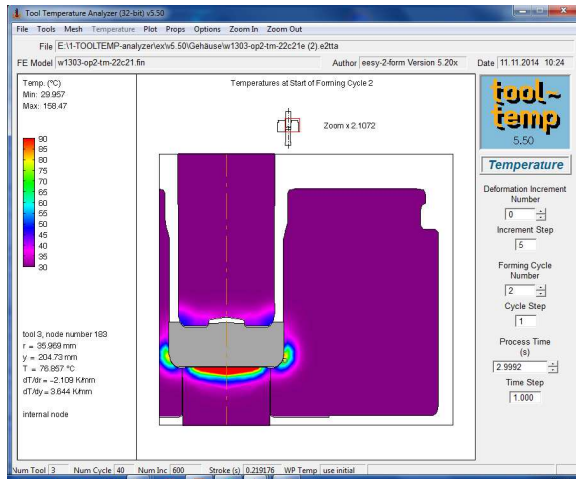 Tool Temperature Analyzer (32-bit) v5.50
File Tools Mesh Temperature Plot Props Options Zoom In Zoom Out
File E:\1-TOOLTEMP-analyzer\ex\v5.50\Gehäuse\w1303-op2-tm-22c21e (2).e2tta
FE Model w1303-op2-tm-22c21.fin Author eesy-2-form Version 5.20x Date 11.11.2014 10:24
Temp. (°C)
Min: 29.957
Max: 158.47
Temperatures at Start of Forming Cycle 2
Zoom x 2.1072
90
85
80
75
70
65
60
55
50
45
40
35
30
tool 3, node number 183
r = 35.969 mm
y = 204.73 mm
T = 76.857 °C
dT/dr = -2.109 K/mm
dT/dy = 3.644 K/mm
internal node
tool~
temp
5.50
Temperature
Deformation Increment
Number
0
Increment Step
5
Forming Cycle
Number
2
Cycle Step
1
Process Time
(s)
2.9992
Time Step
1.000
Num Tool 3 Num Cycle 40 Num Inc 600 Stroke (s) 0.219176 WP Temp use initial